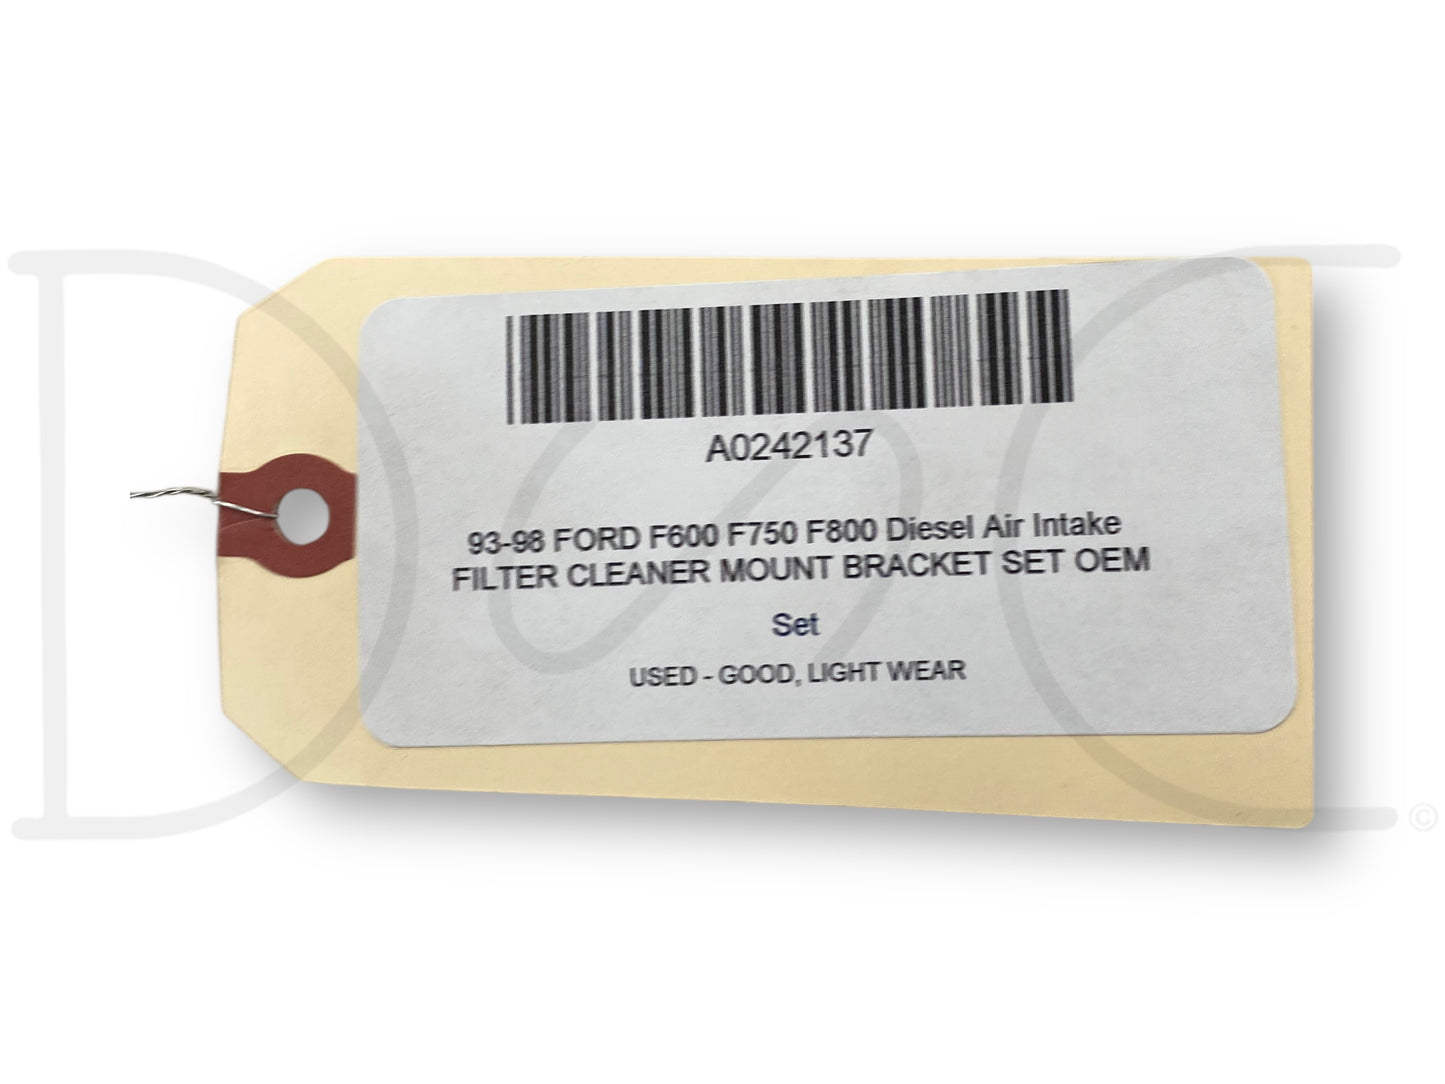 A0242137
93-98 FORD F600 F750 F800 Diesel Air Intake
FILTER CLEANER MOUNT BRACKET SET OEM
Set
USED - GOOD, LIGHT WEAR
DSC
©